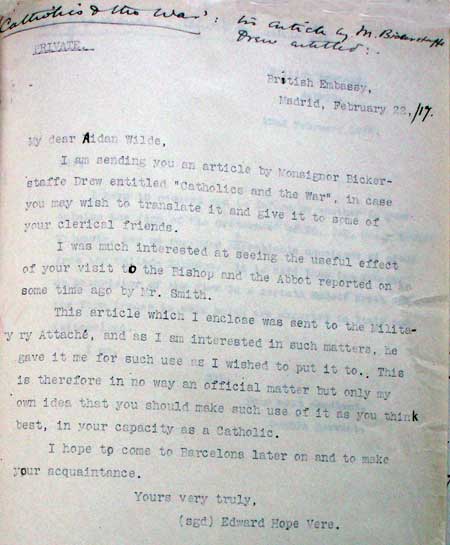 "Catholics & the War": his article by M. Bickerstaffe
Drew entitled:.
PRIVATE.
British Embassy,
Madrid, February 22,/17.
My dear Aidan Wilde,
I am sending you an article by Monsignor Bicker-
staffe Drew entitled "Catholics and the War", in case
you may wish to translate it and give it to some of
your clerical friends.
I was much interested at seeing the useful effect
of your visit to the Bishop and the Abbot reported on
some time ago by Mr. Smith.
This article which I enclose was sent to the Milita-
ry Attaché, and as I am interested in such matters, he
gave it me for such use as I wished to put it to.. This
is therefore in no way an official matter but only my
own idea that you should make such use of it as you think
best, in your capacity as a Catholic.
I hope to come to Barcelona later on and to make
your acquaintance.
Yours very truly,
(sgd) Edward Hope Vere.